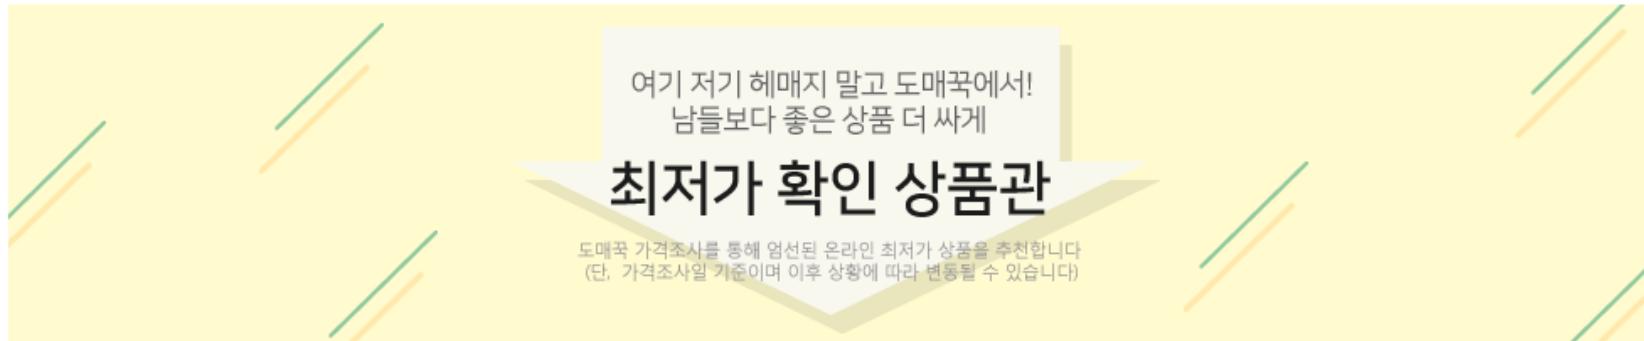 여기 저기 헤매지 말고 도매꾹에서!
남들보다 좋은 상품 더 싸게
최저가 확인 상품관
도매꾹 가격조사를 통해 엄선된 온라인 최저가 상품을 추천합니다
(단, 가격조사일 기준이며 이후 상황에 따라 변동될 수 있습니다)